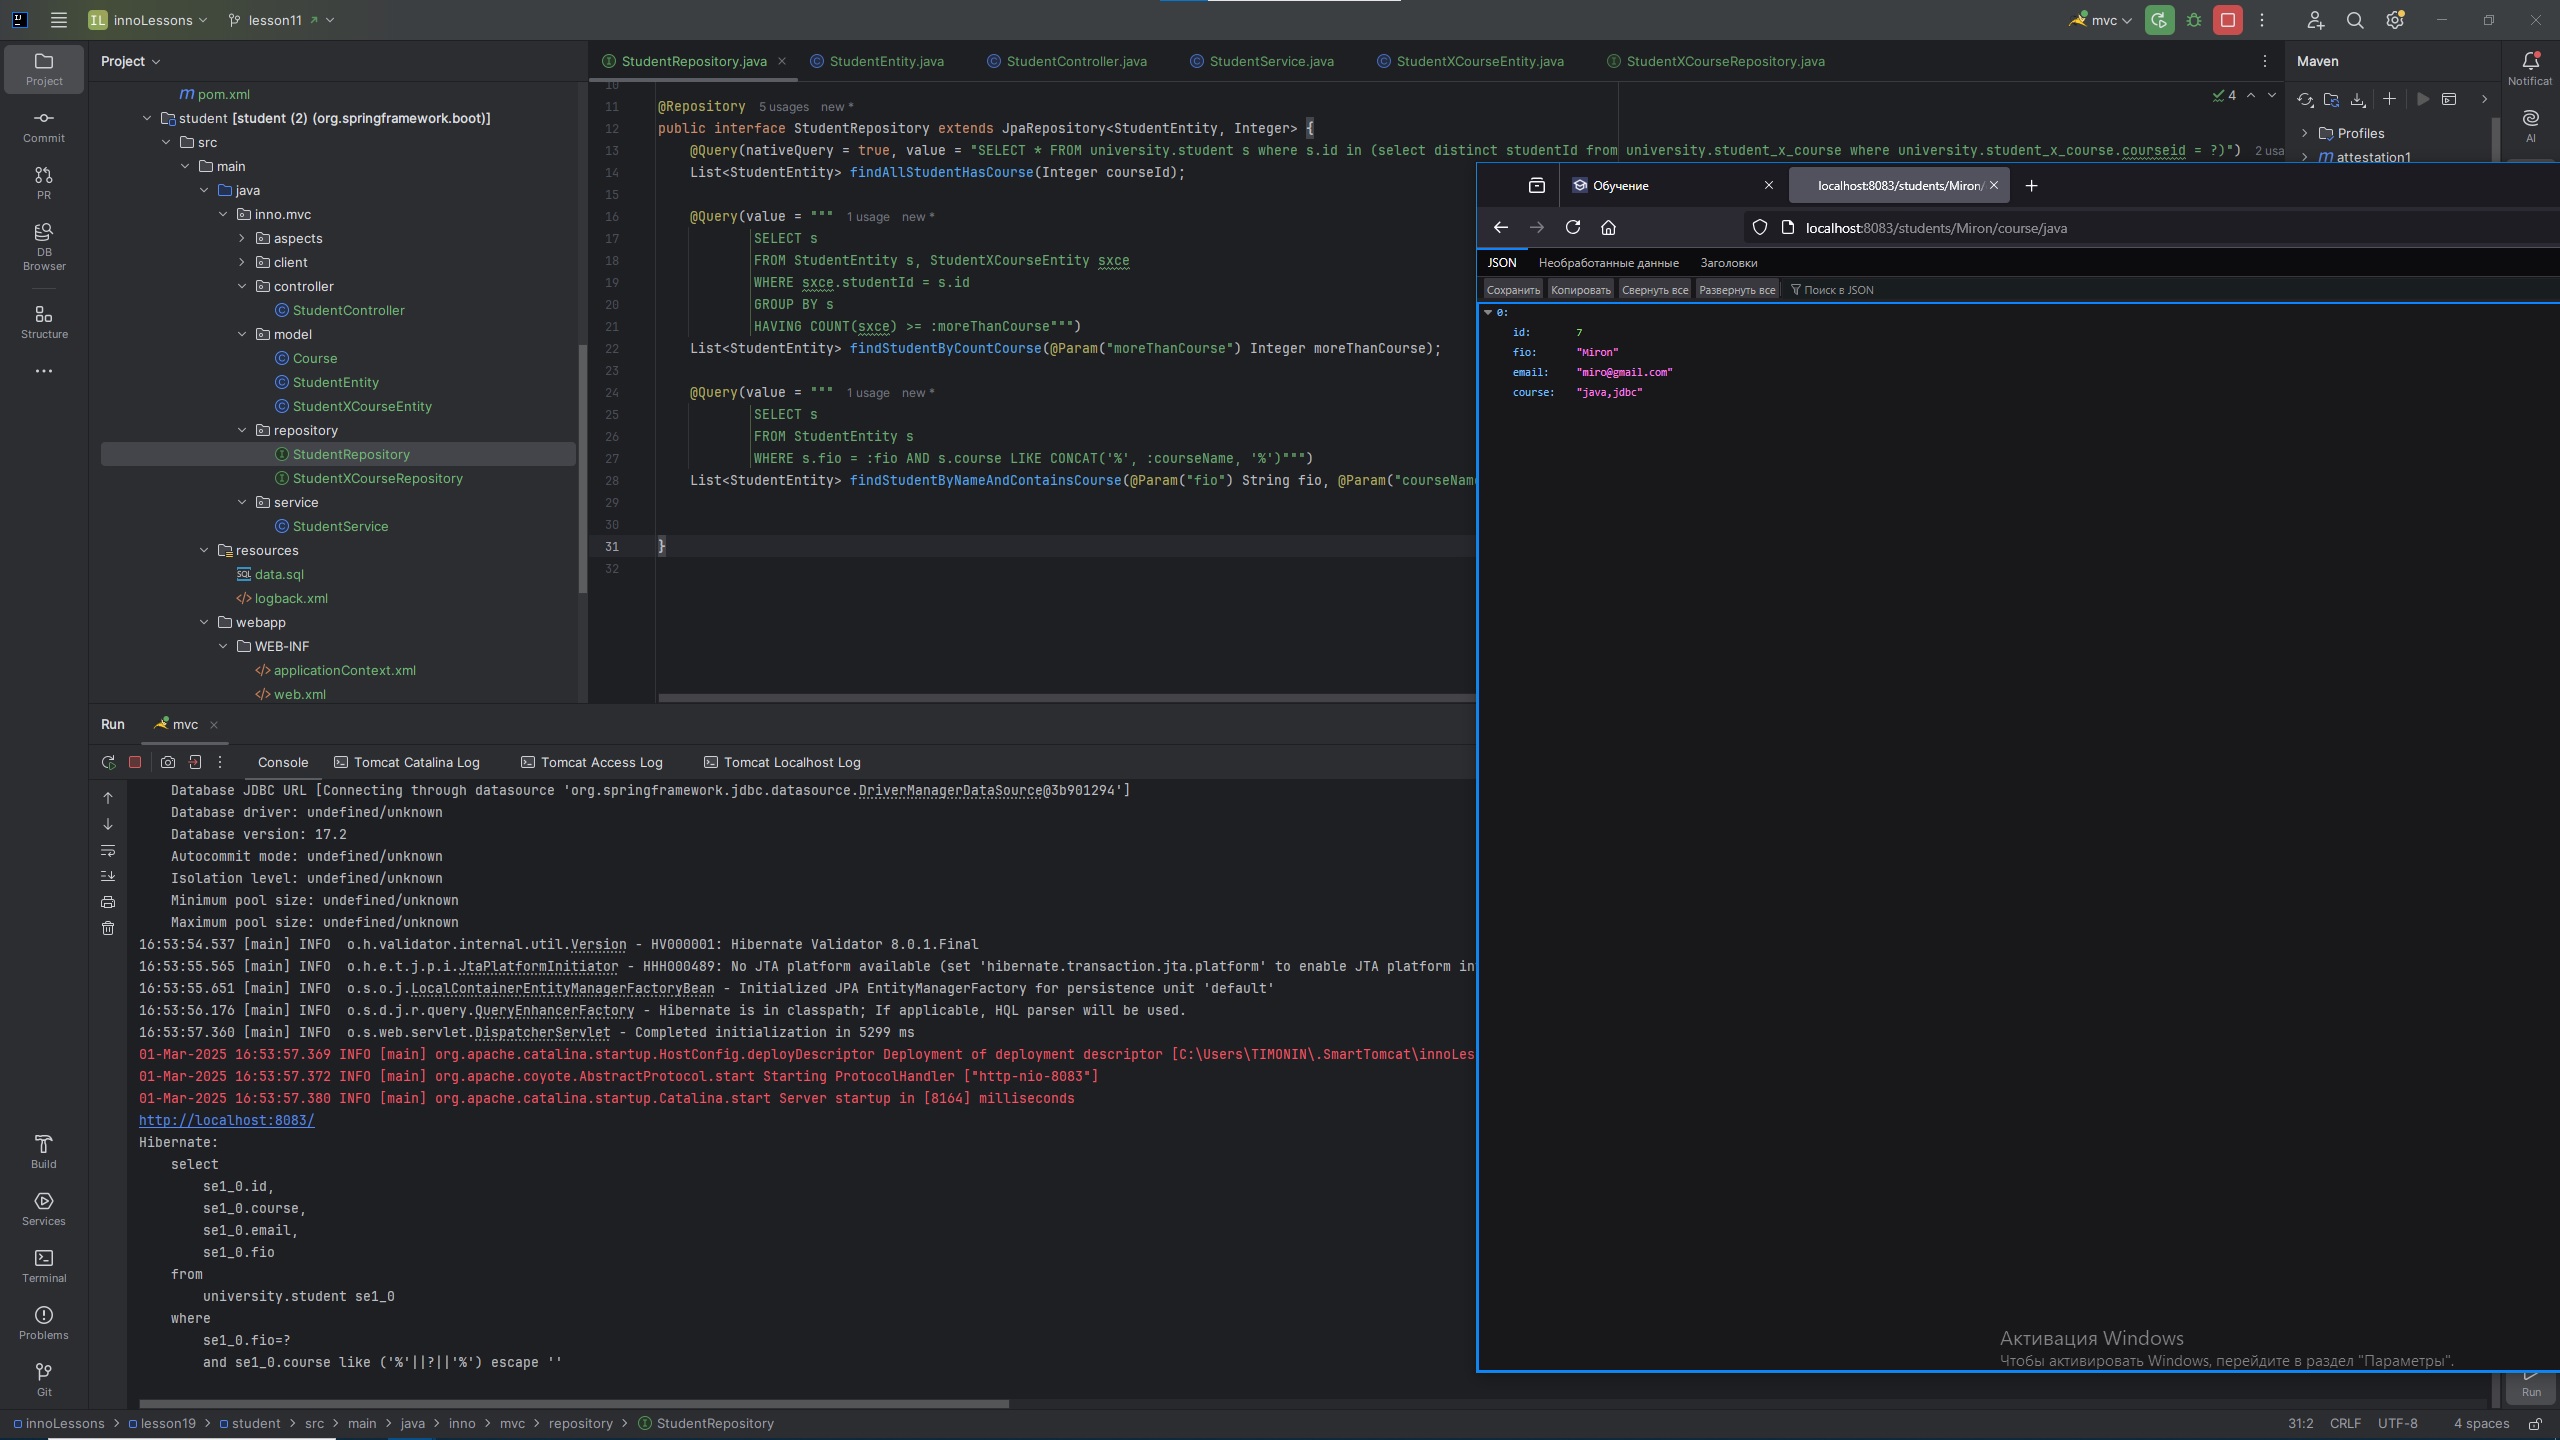 innoLessons
lesson11
mvc
Project
Commit
PR
DB
Browser
Structure
Project
pom.xml
student [student (2) (org.springframework.boot)]
src
main
java
inno.mvc
aspects
client
controller
StudentController
model
Course
StudentEntity
StudentXCourseEntity
repository
StudentRepository
StudentXCourseRepository
service
StudentService
resources
data.sql
logback.xml
webapp
WEB-INF
applicationContext.xml
web.xml
StudentRepository.java
StudentEntity.java
StudentController.java
StudentService.java
StudentXCourseEntity.java
StudentXCourseRepository.java
10
11 @Repository 5 usages new *
12 public interface StudentRepository extends JpaRepository<StudentEntity, Integer> {
13 @Query(nativeQuery = true, value = "SELECT * FROM university.student s where s.id in (select distinct studentId from university.student_x_course where university.student_x_course.courseid = ?)") 2 usa
14 List<StudentEntity> findAllStudentHasCourse(Integer courseId);
15
16 @Query(value = """ 1 usage new *
17 SELECT s
18 FROM StudentEntity s, StudentXCourseEntity sxce
19 WHERE sxce.studentId = s.id
20 GROUP BY s
21 HAVING COUNT(sxce) >= :moreThanCourse""")
22 List<StudentEntity> findStudentByCountCourse(@Param("moreThanCourse") Integer moreThanCourse);
23
24 @Query(value = """ 1 usage new *
25 SELECT s
26 FROM StudentEntity s
27 WHERE s.fio = :fio AND s.course LIKE CONCAT('%', :courseName, '%')""")
28 List<StudentEntity> findStudentByNameAndContainsCourse(@Param("fio") String fio, @Param("courseName
29
30
31 }
32
4
Maven
Profiles
attestation1
Notificat
AI
Обучение
localhost:8083/students/Miron/
localhost:8083/students/Miron/course/java
JSON
Необработанные данные
Заголовки
Сохранить
Копировать
Свернуть все
Развернуть все
Поиск в JSON
0:
id: 7
fio: "Miron"
email: "miro@gmail.com"
course: "java,jdbc"
Активация Windows
Чтобы активировать Windows, перейдите в раздел "Параметры".
Run
mvc
Console
Tomcat Catalina Log
Tomcat Access Log
Tomcat Localhost Log
Database JDBC URL [Connecting through datasource 'org.springframework.jdbc.datasource.DriverManagerDataSource@3b901294']
Database driver: undefined/unknown
Database version: 17.2
Autocommit mode: undefined/unknown
Isolation level: undefined/unknown
Minimum pool size: undefined/unknown
Maximum pool size: undefined/unknown
16:53:54.537 [main] INFO o.h.validator.internal.util.Version - HV000001: Hibernate Validator 8.0.1.Final
16:53:55.565 [main] INFO o.h.e.t.j.p.i.JtaPlatformInitiator - HHH000489: No JTA platform available (set 'hibernate.transaction.jta.platform' to enable JTA platform in
16:53:55.651 [main] INFO o.s.o.j.LocalContainerEntityManagerFactoryBean - Initialized JPA EntityManagerFactory for persistence unit 'default'
16:53:56.176 [main] INFO o.s.d.j.r.query.QueryEnhancerFactory - Hibernate is in classpath; If applicable, HQL parser will be used.
16:53:57.360 [main] INFO o.s.web.servlet.DispatcherServlet - Completed initialization in 5299 ms
01-Mar-2025 16:53:57.369 INFO [main] org.apache.catalina.startup.HostConfig.deployDescriptor Deployment of deployment descriptor [C:\Users\TIMONIN\.SmartTomcat\innoLes
01-Mar-2025 16:53:57.372 INFO [main] org.apache.coyote.AbstractProtocol.start Starting ProtocolHandler ["http-nio-8083"]
01-Mar-2025 16:53:57.380 INFO [main] org.apache.catalina.startup.Catalina.start Server startup in [8164] milliseconds
http://localhost:8083/
Hibernate:
select
se1_0.id,
se1_0.course,
se1_0.email,
se1_0.fio
from
university.student se1_0
where
se1_0.fio=?
and se1_0.course like ('%'||?||'%') escape ''
Build
Services
Terminal
Problems
Git
Run
innoLessons > lesson19 > student > src > main > java > inno > mvc > repository > StudentRepository
31:2
CRLF
UTF-8
4 spaces